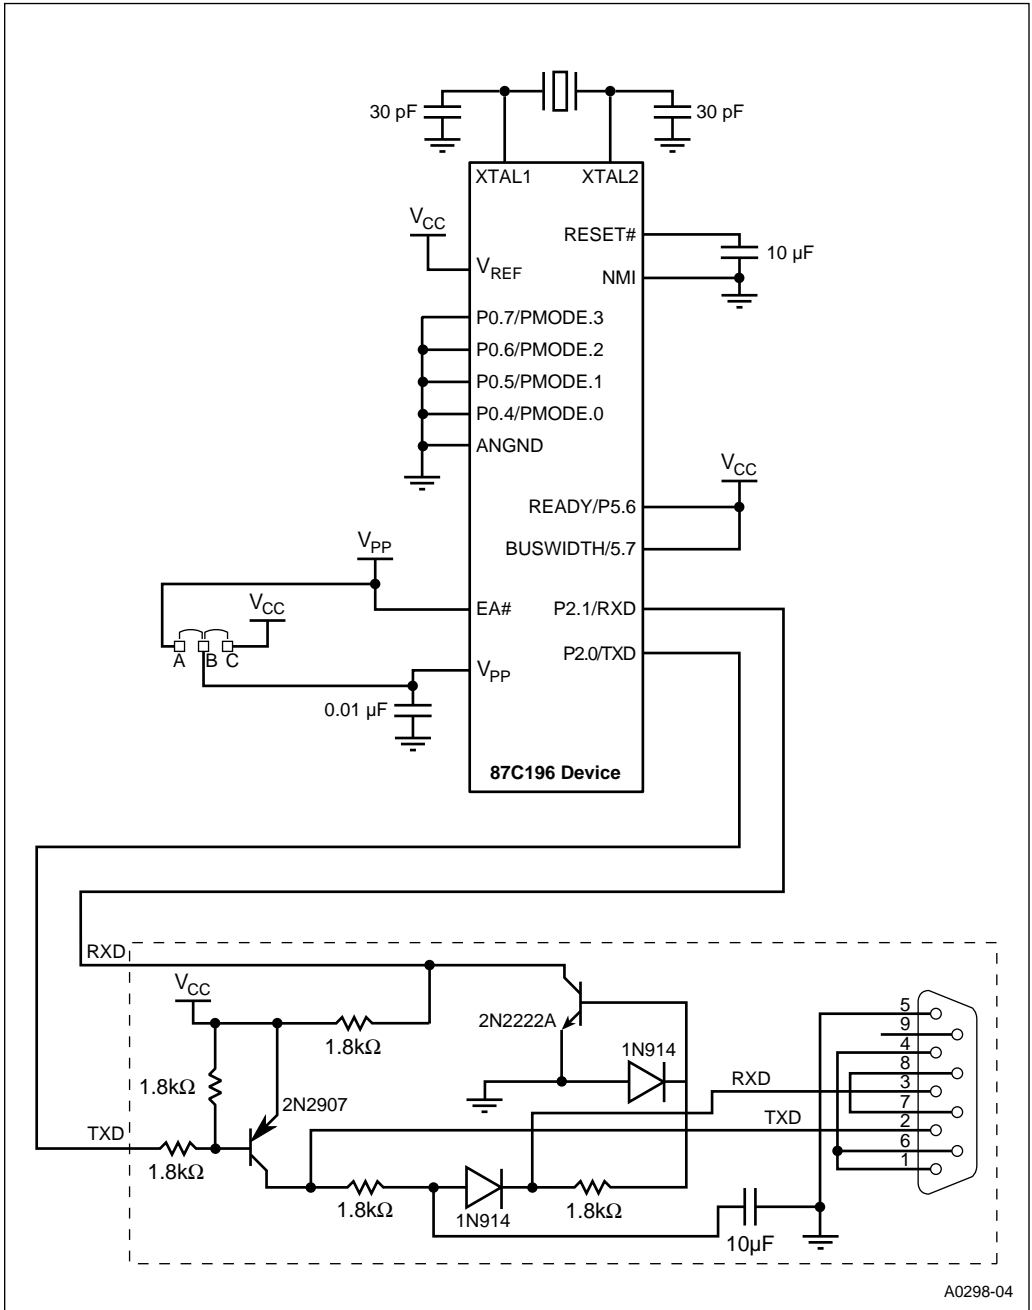 30 pF
30 pF
XTAL1 XTAL2
VCC
RESET#
10 µF
VREF
NMI
P0.7/PMODE.3
P0.6/PMODE.2
P0.5/PMODE.1
P0.4/PMODE.0
ANGND
VCC
READY/P5.6
BUSWIDTH/5.7
VPP
VCC
EA#
P2.1/RXD
A B C
P2.0/TXD
VPP
0.01 µF
87C196 Device
RXD
VCC
1.8kΩ
2N2222A
1N914
1.8kΩ
2N2907
RXD
TXD
TXD
1.8kΩ
1.8kΩ
1N914
1.8kΩ
10µF
5
9
4
8
3
7
2
6
1
A0298-04